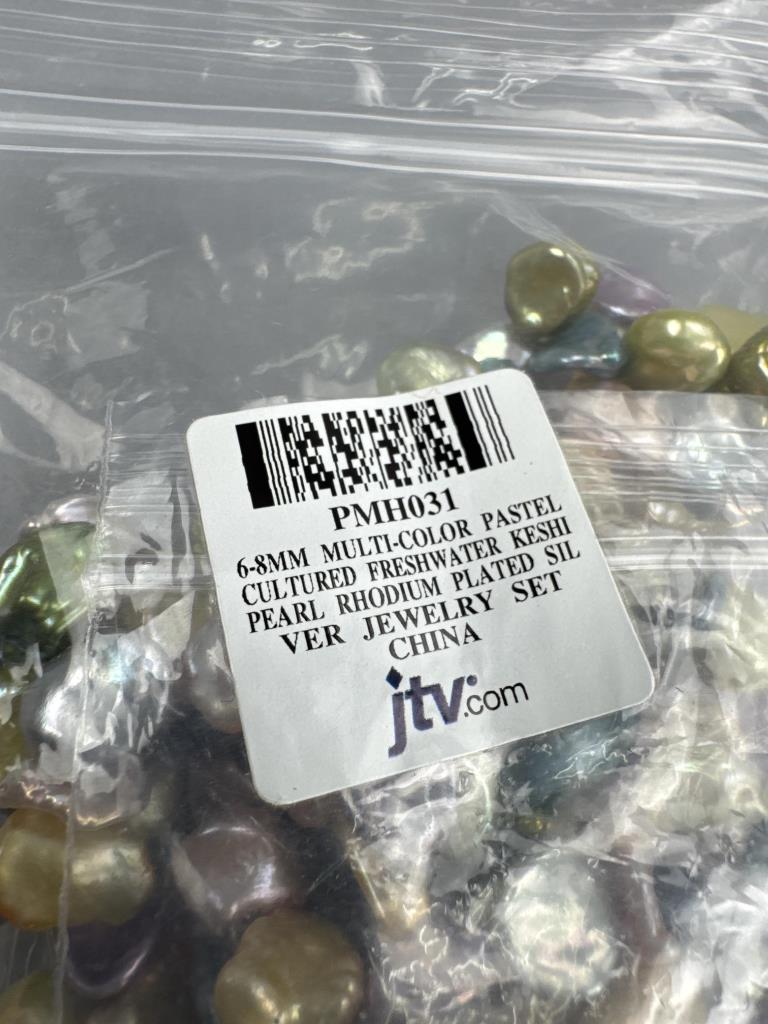 PMH031
6-8MM MULTI-COLOR PASTEL
CULTURED FRESHWATER KESHI
PEARL RHODIUM PLATED SIL
VER JEWELRY SET
CHINA
jtv.com